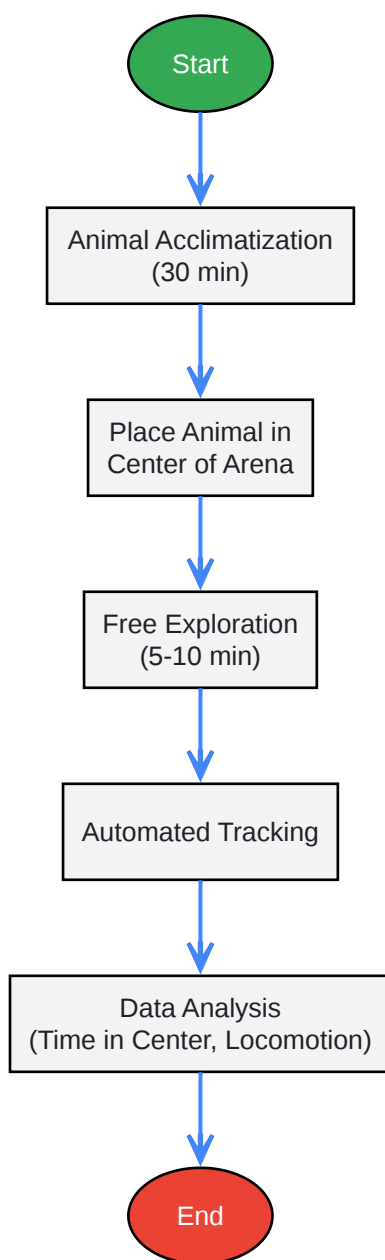 Start
Animal Acclimatization
(30 min)
Place Animal in
Center of Arena
Free Exploration
(5-10 min)
Automated Tracking
Data Analysis
(Time in Center, Locomotion)
End